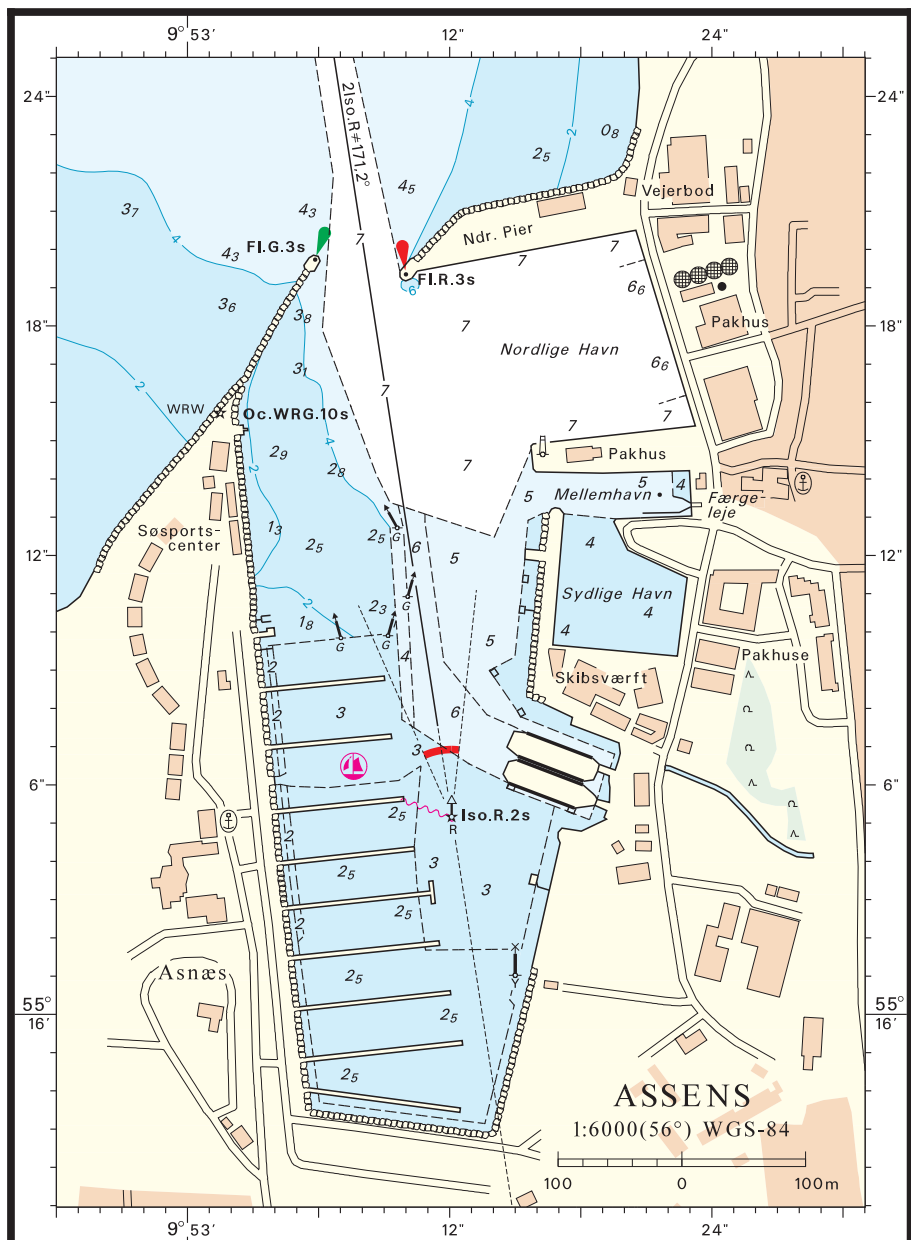 9° 53′ 12″ 24″
24″ 24″
2Iso.R≠171.2°
4
2
0₈
2₅
4₅
Vejerbod
3₇
4₃
Fl.G.3s
Ndr. Pier
4
4₃
7
Fl.R.3s
7
7
6
6₆
3₆
3₈
18″
7
Pakhus
18″
Nordlige Havn
3₁
6₆
2
7
WRW
Oc.WRG.10s
4
7
7
2₉
2₈
7
Pakhus
2
5
Mellemhavn
5
4
Færge-
leje
1₃
Søsports-
center
2₅
2₅
G
6
5
4
12″
12″
Sydlige Havn
2₃
G
4
1₈
G
G
5
4
4
2
Skibsværft
Pakhuse
2
3
6
3
6″
6″
2₅
Iso.R.2s
R
2
2₅
3
3
2₅
2
Asnæs
2₅
Y
55°
16′
2₅
55°
16′
2₅
ASSENS
1:6000(56°) WGS-84
100 0 100m
9° 53′ 12″ 24″